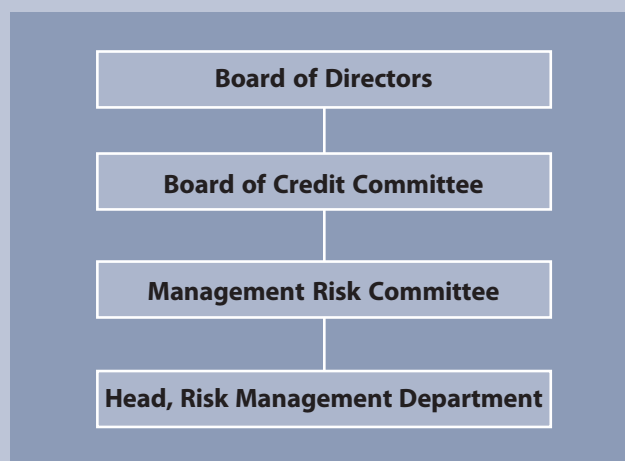 Board of Directors
Board of Credit Committee
Management Risk Committee
Head, Risk Management Department